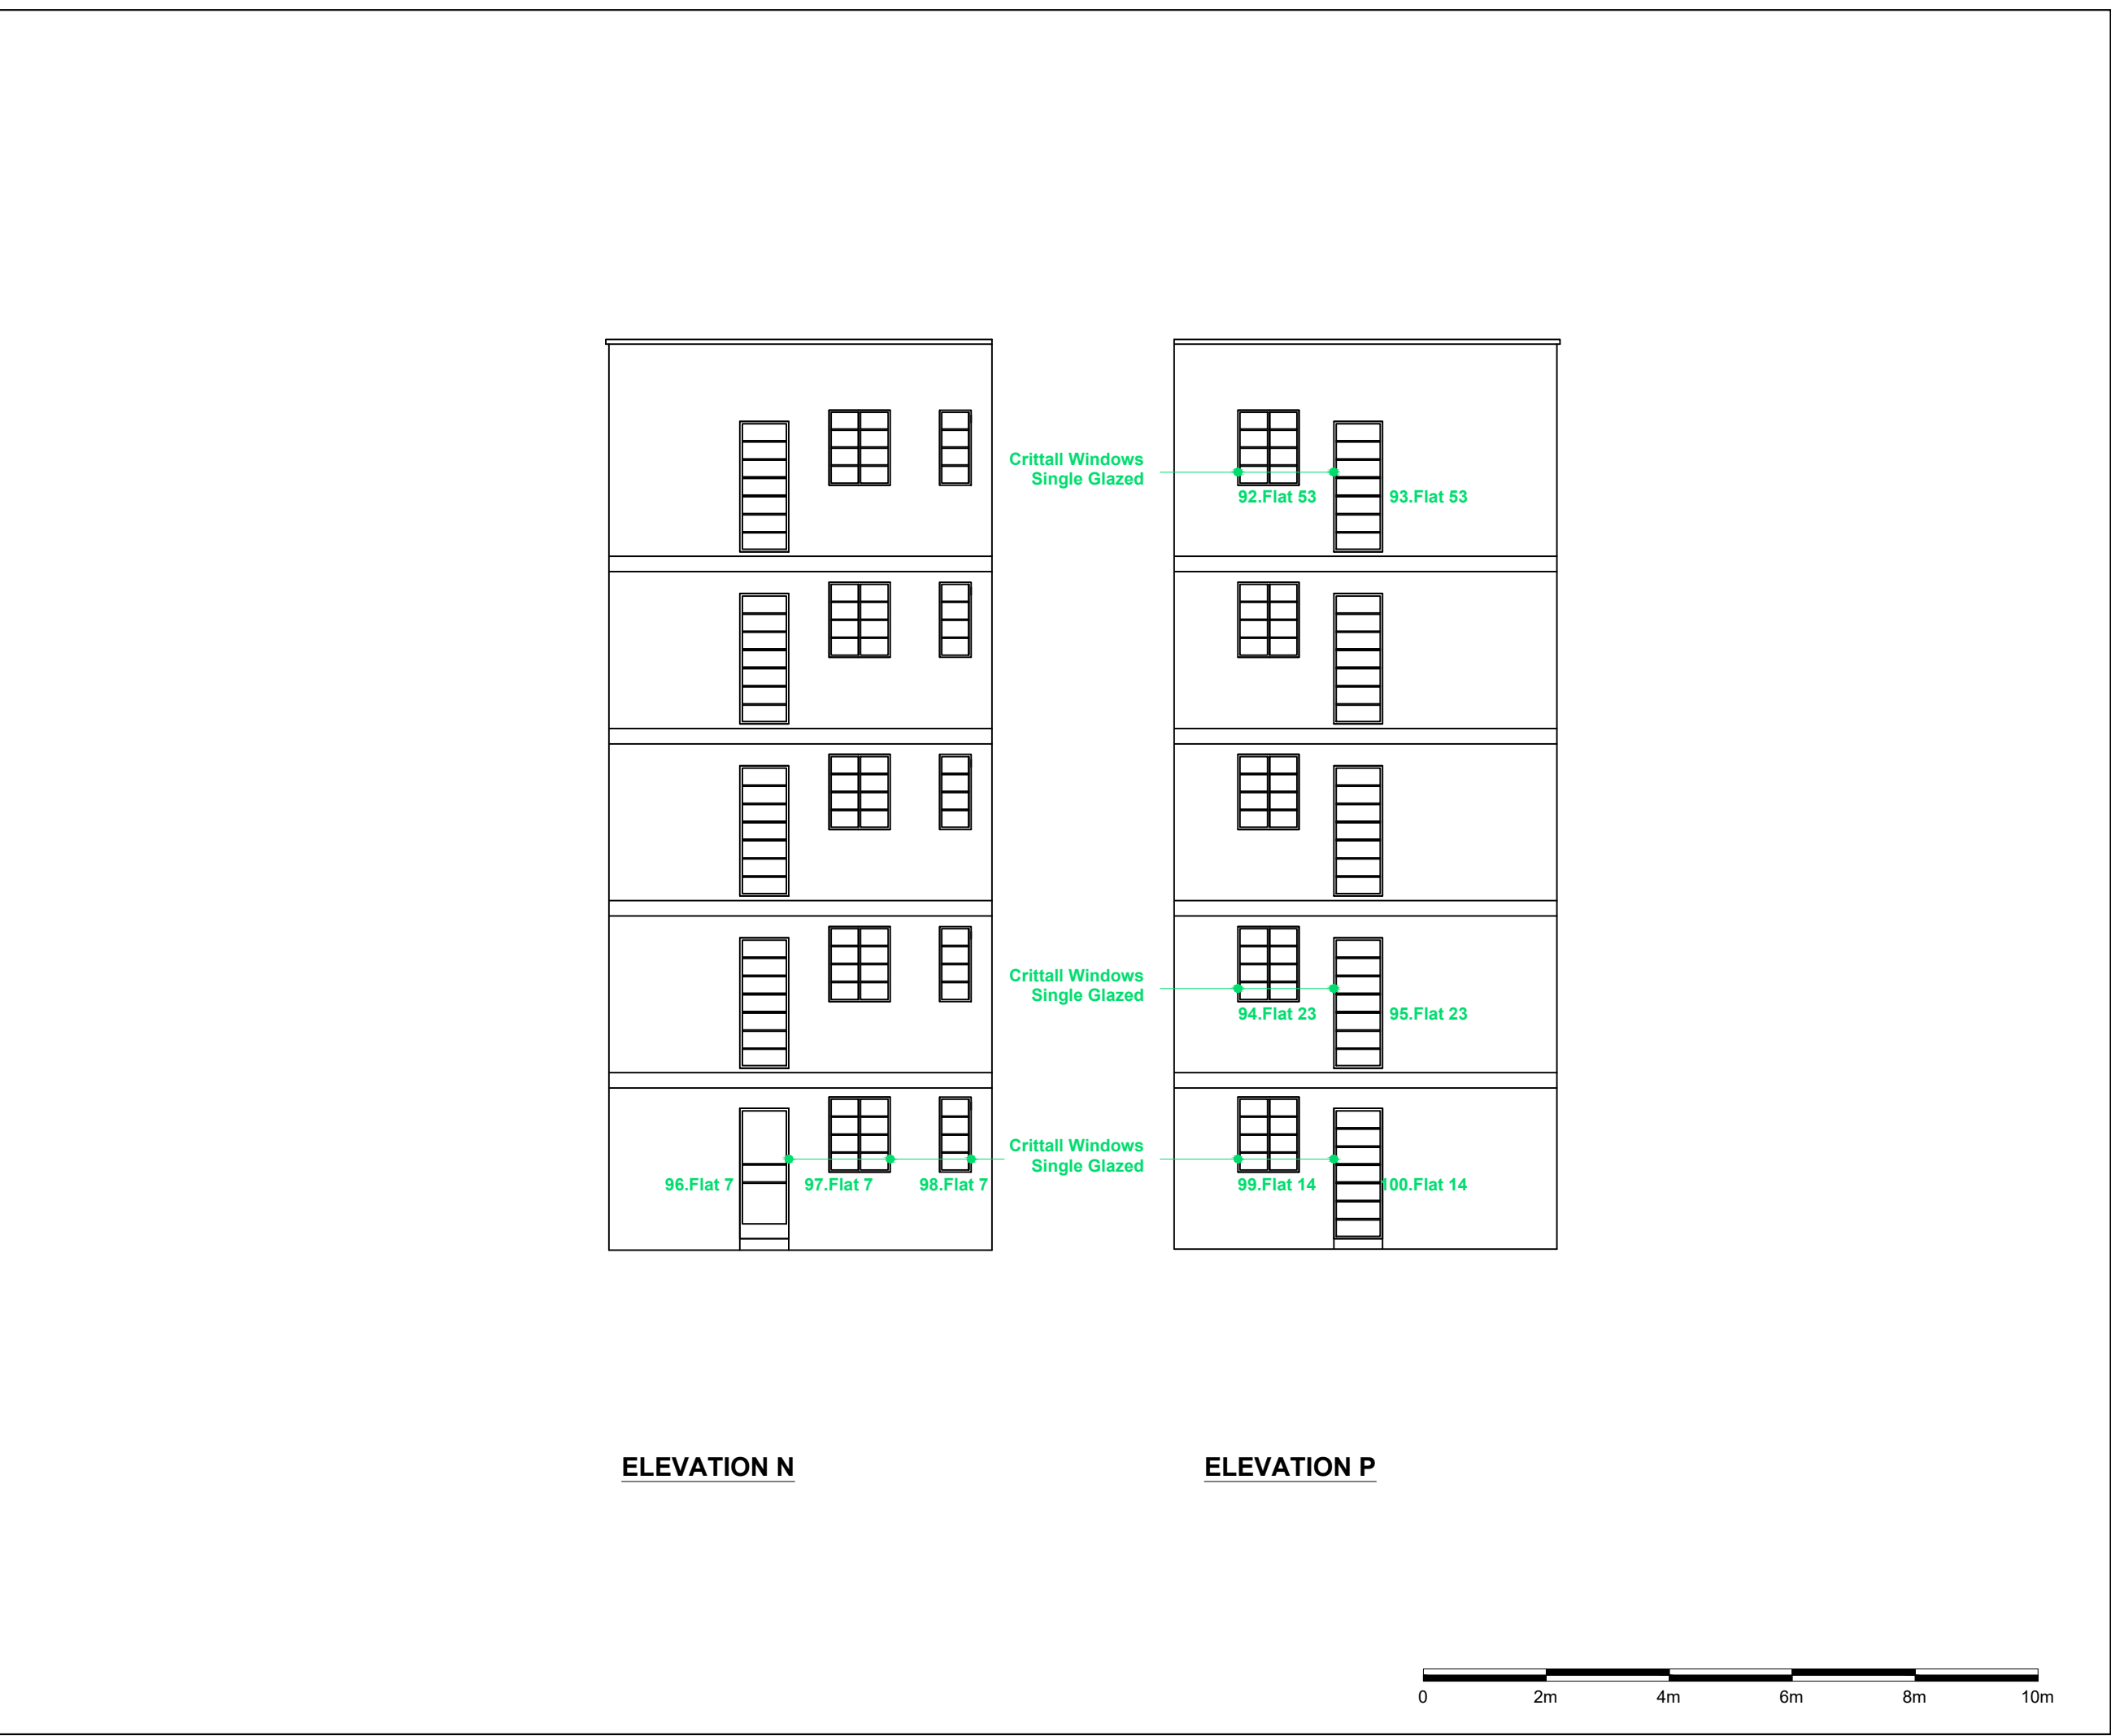 Crittall Windows
Single Glazed
92.Flat 53
93.Flat 53
Crittall Windows
Single Glazed
94.Flat 23
95.Flat 23
Crittall Windows
Single Glazed
96.Flat 7
97.Flat 7
98.Flat 7
99.Flat 14
100.Flat 14
ELEVATION N
ELEVATION P
0 2m 4m 6m 8m 10m